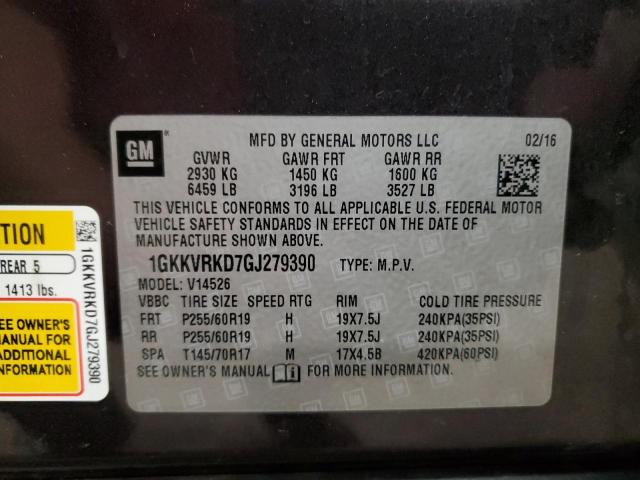 GM
MFD BY GENERAL MOTORS LLC 02/16
GVWR GAWR FRT GAWR RR
2930 KG 1450 KG 1600 KG
6459 LB 3196 LB 3527 LB
THIS VEHICLE CONFORMS TO ALL APPLICABLE U.S. FEDERAL MOTOR
VEHICLE SAFETY STANDARDS IN EFFECT ON THE DATE OF
MANUFACTURE SHOWN ABOVE.
1GKKVRKD7GJ279390 TYPE: M.P.V.
MODEL: V14526
VBBC TIRE SIZE SPEED RTG RIM COLD TIRE PRESSURE
FRT P255/60R19 H 19X7.5J 240KPA(35PSI)
RR P255/60R19 H 19X7.5J 240KPA(35PSI)
SPA T145/70R17 M 17X4.5B 420KPA(60PSI)
SEE OWNER'S MANUAL FOR MORE INFORMATION.
TION
REAR 5
1413 lbs.
EE OWNER'S
MANUAL FOR
ADDITIONAL
INFORMATION
1GKKVRKD7GJ279390